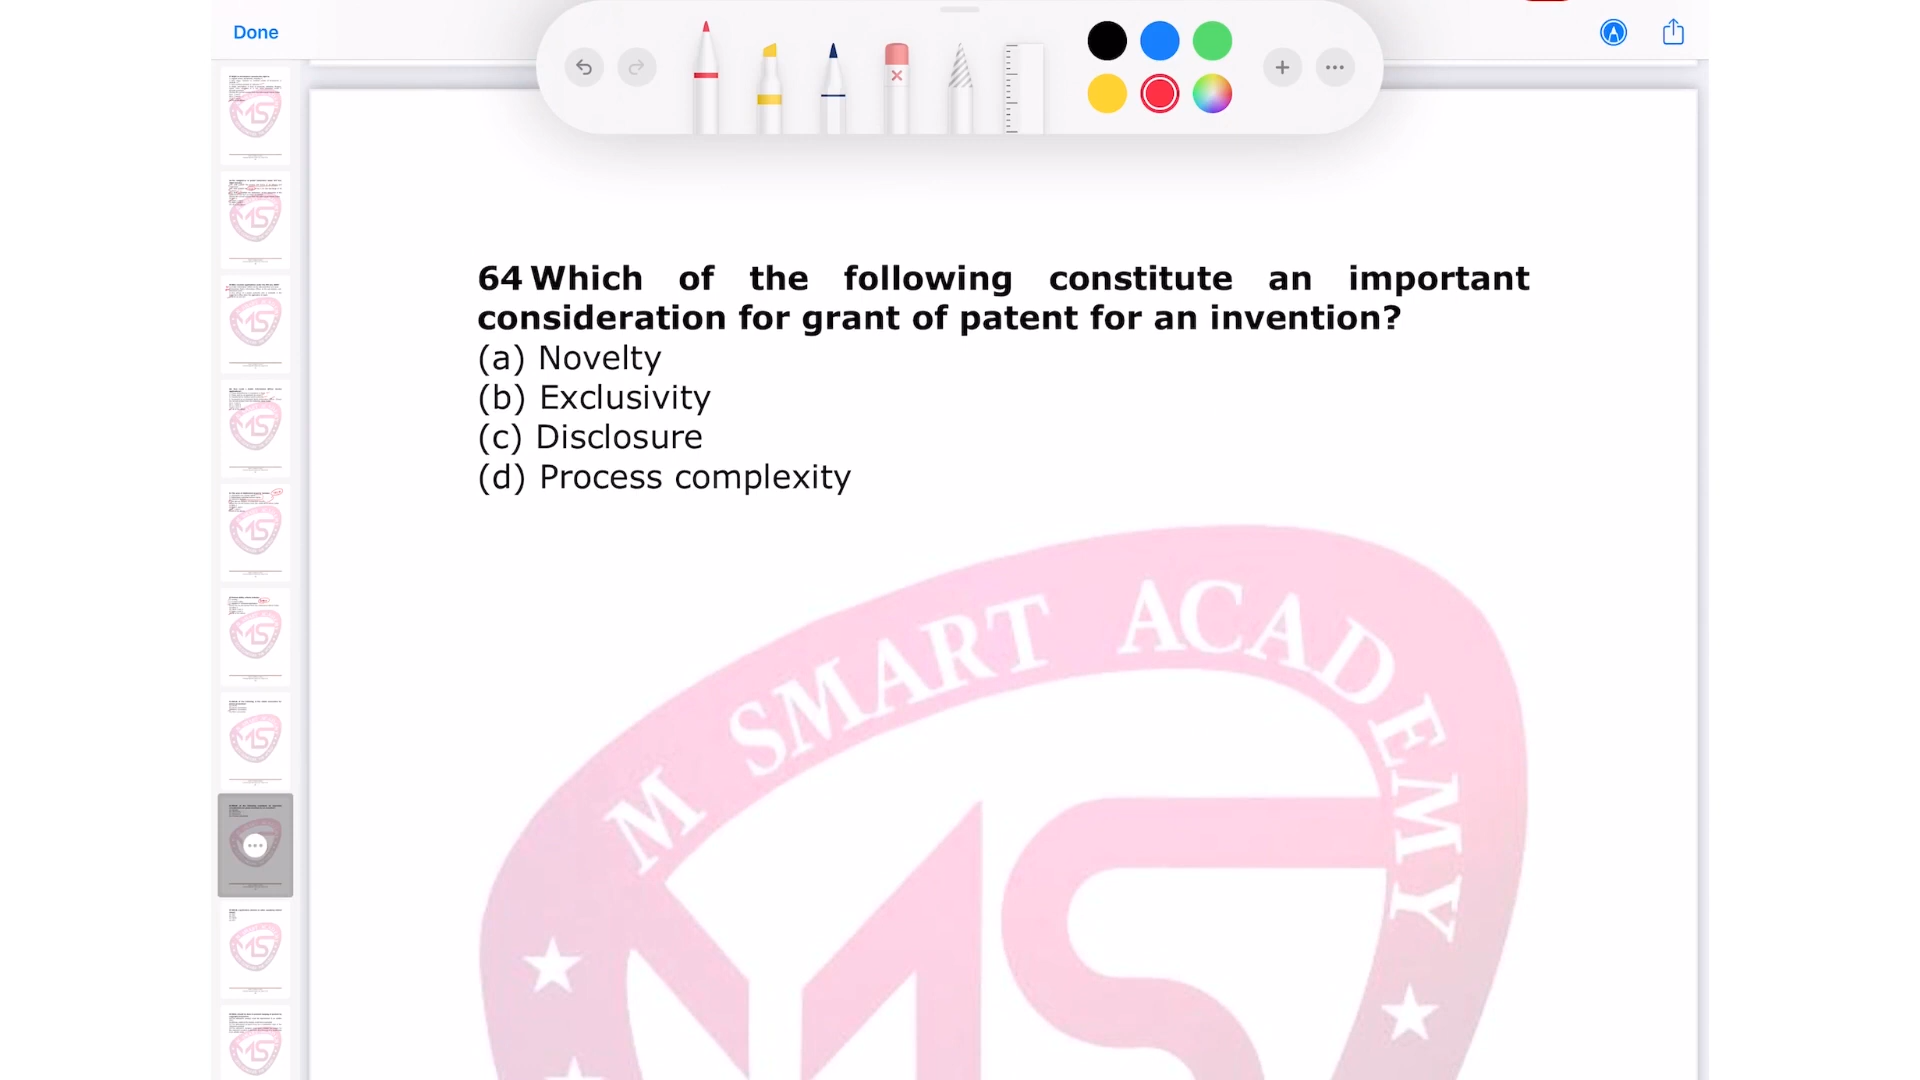 Done
64 Which of the following constitute an important
consideration for grant of patent for an invention?
(a) Novelty
(b) Exclusivity
(c) Disclosure
(d) Process complexity
M SMART ACADEMY
MS